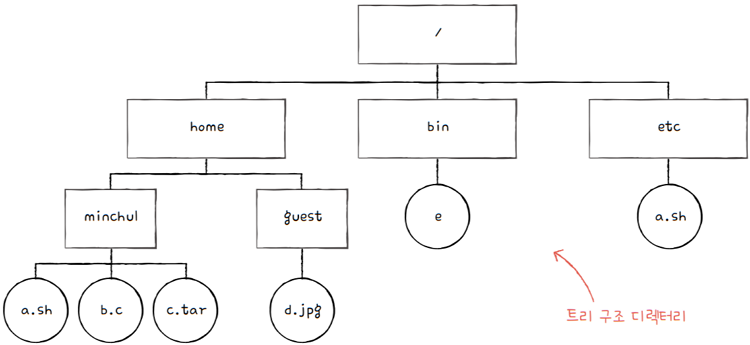 /
home
bin
etc
minchul
guest
e
a.sh
a.sh
b.c
c.tar
d.jpg
트리 구조 디렉터리